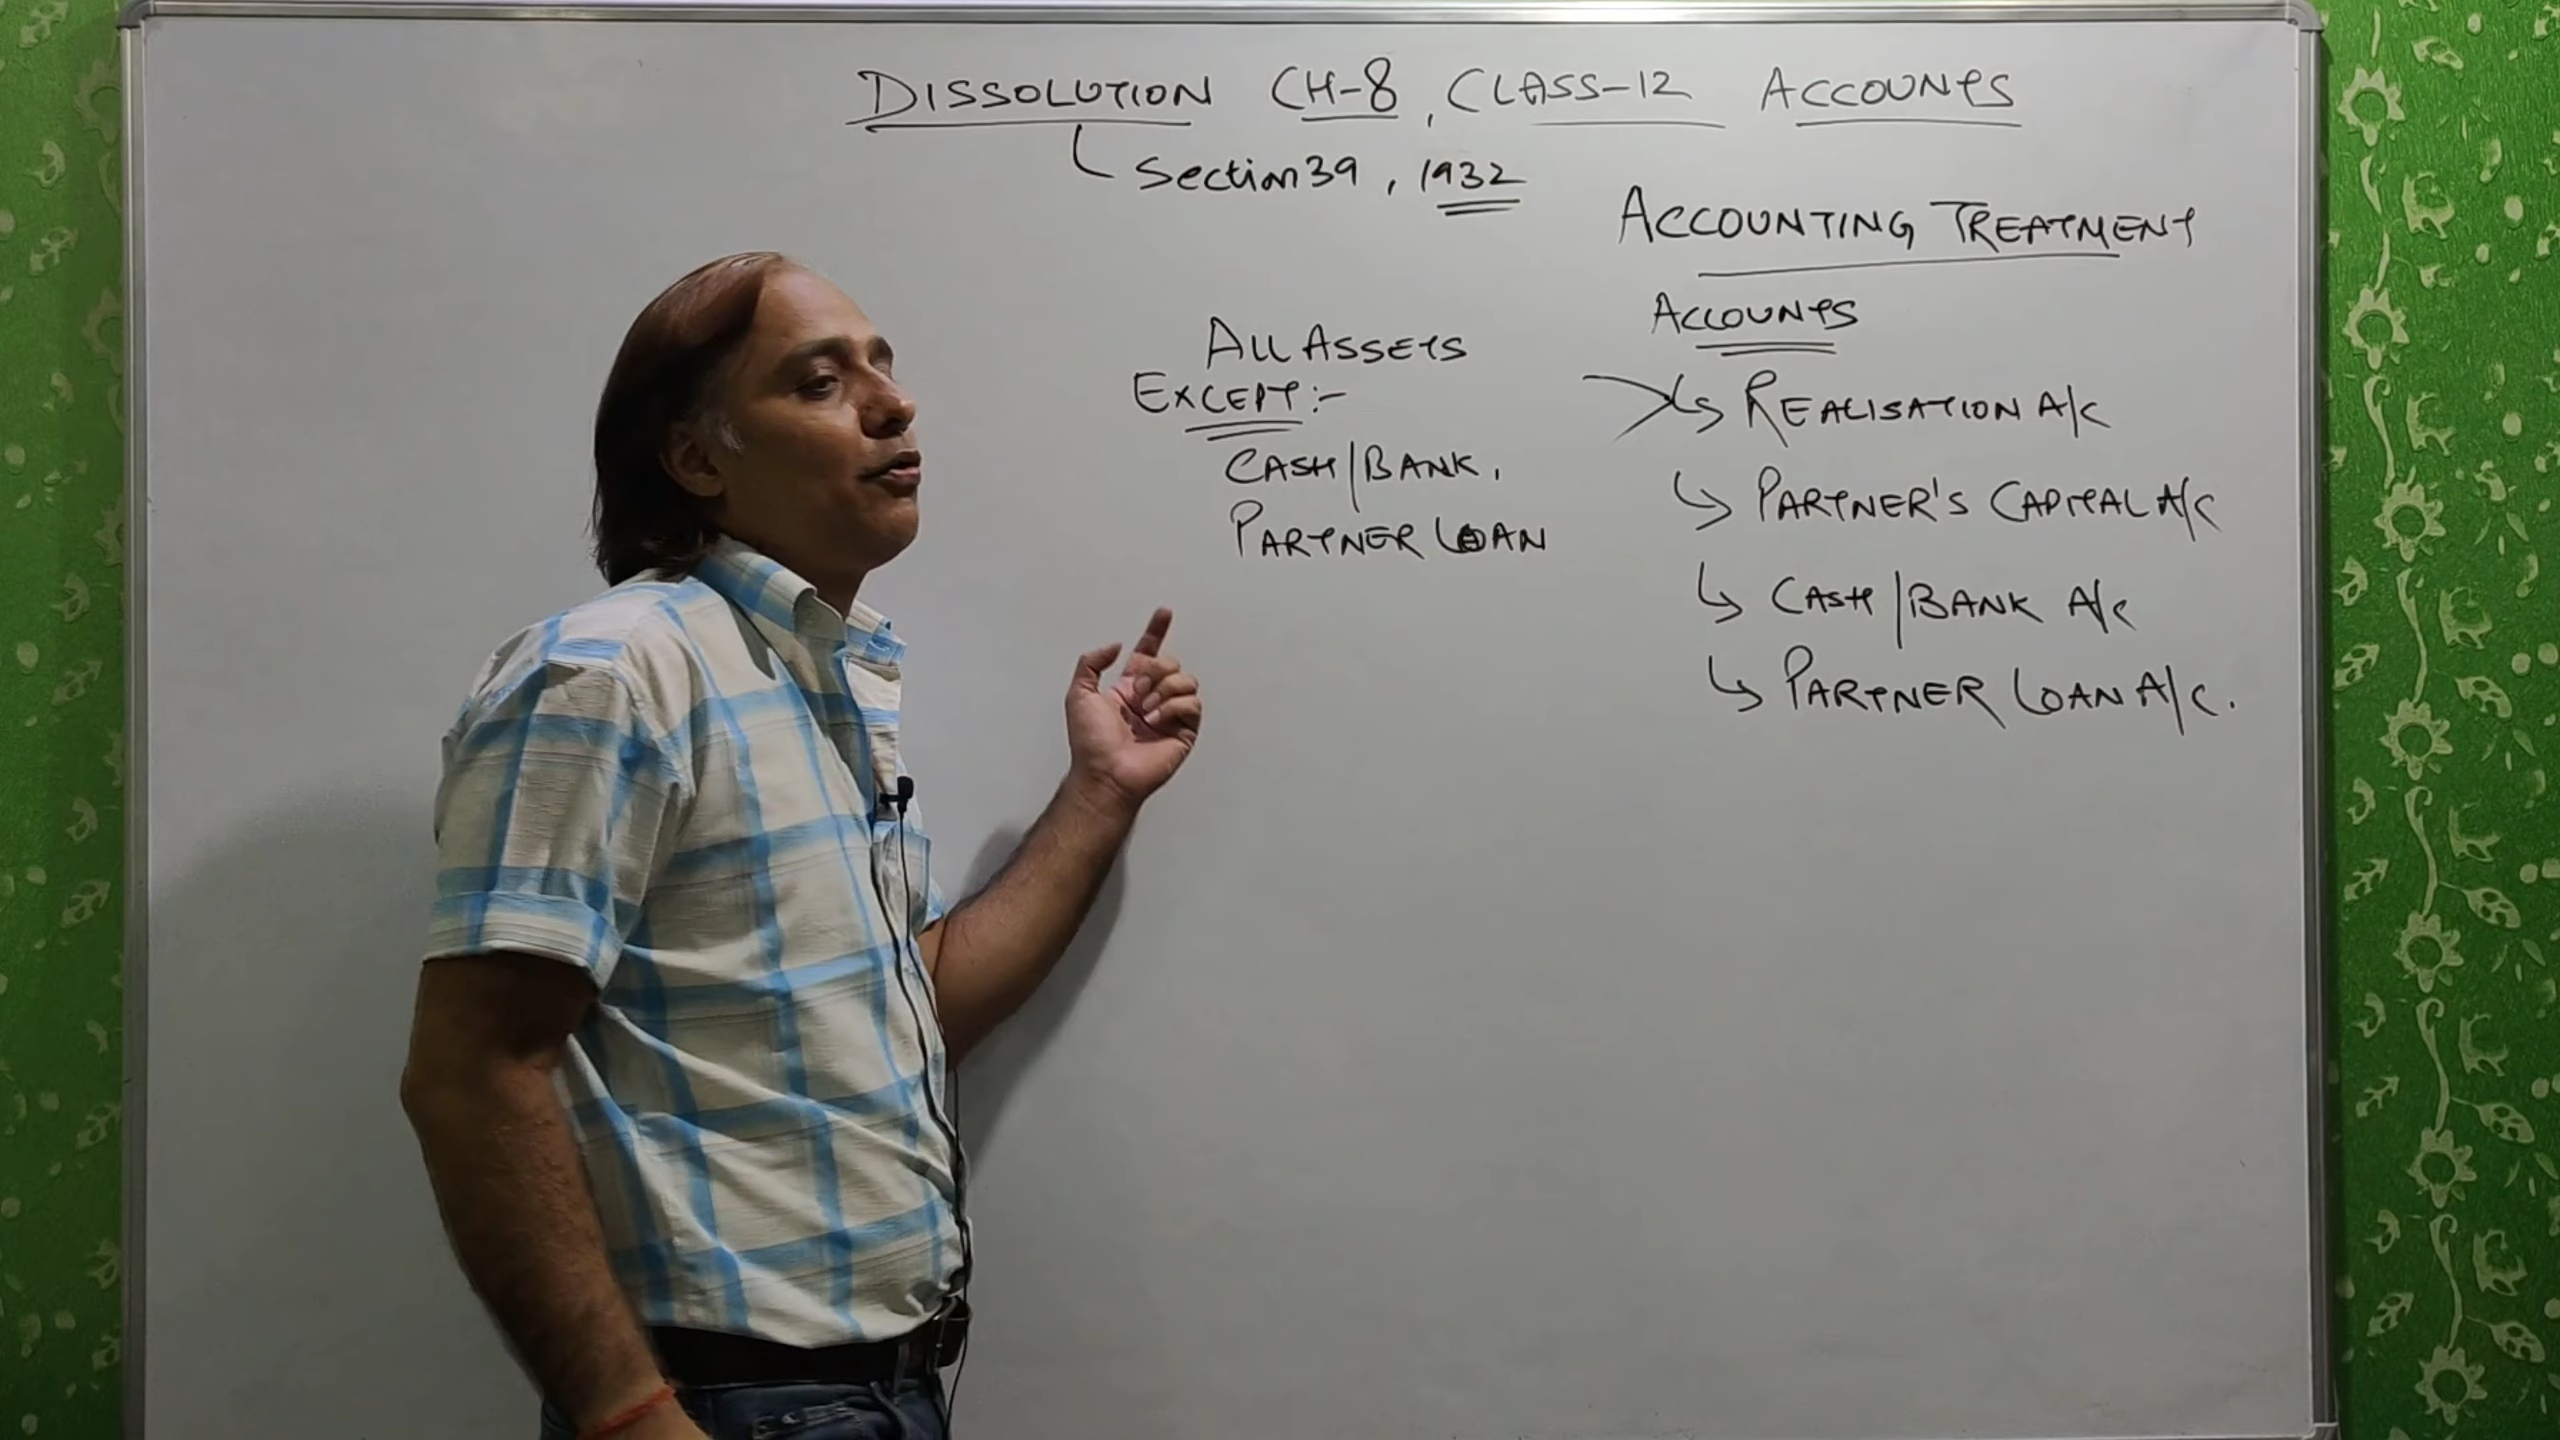 DISSOLUTION CH-8, CLASS-12 ACCOUNTS
Section 39, 1932
ACCOUNTING TREATMENT
ACCOUNTS
ALL ASSETS
EXCEPT:-
CASH/BANK,
PARTNER LOAN
REALISATION A/C
PARTNER'S CAPITAL A/C
CASH/BANK A/C
PARTNER LOAN A/C.